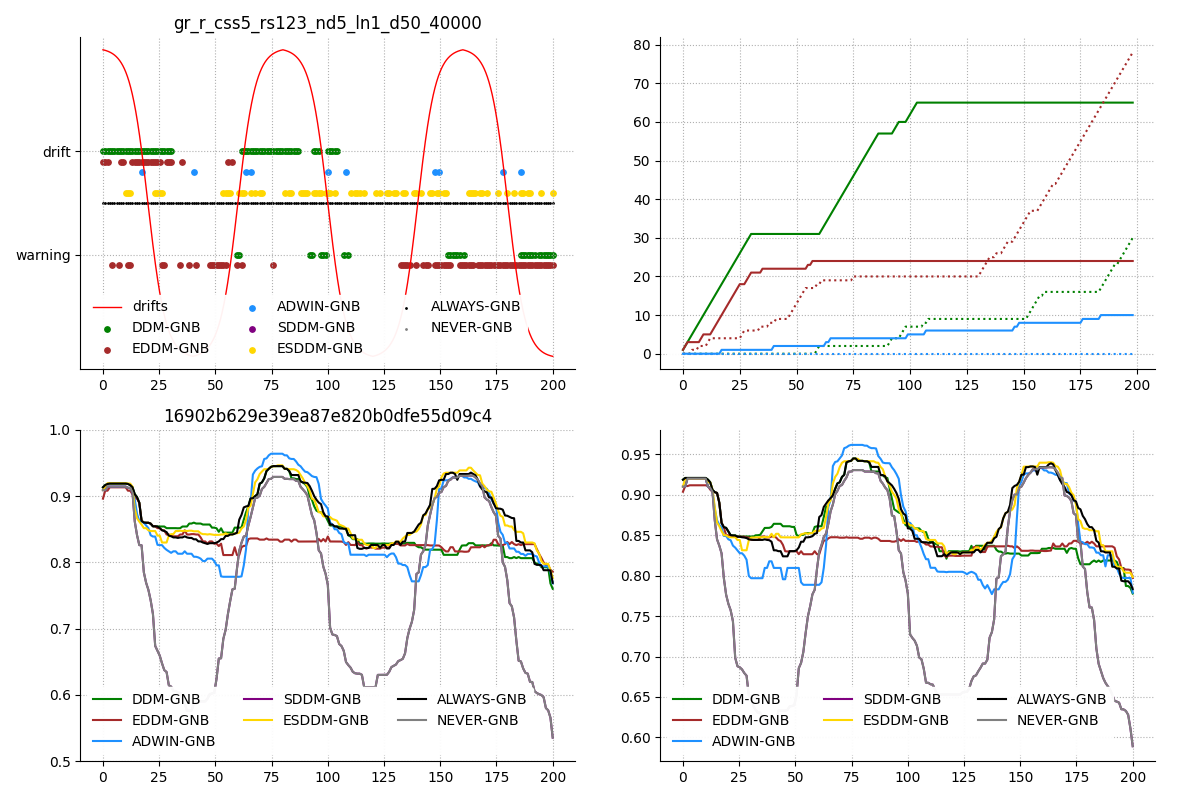 gr_r_css5_rs123_nd5_ln1_d50_40000
drift
warning
drifts
DDM-GNB
EDDM-GNB
ADWIN-GNB
SDDM-GNB
ESDDM-GNB
ALWAYS-GNB
NEVER-GNB
0 25 50 75 100 125 150 175 200
80
70
60
50
40
30
20
10
0
0 25 50 75 100 125 150 175 200
16902b629e39ea87e820b0dfe55d09c4
1.0
0.9
0.8
0.7
0.6
0.5
DDM-GNB
EDDM-GNB
ADWIN-GNB
SDDM-GNB
ESDDM-GNB
ALWAYS-GNB
NEVER-GNB
0 25 50 75 100 125 150 175 200
0.95
0.90
0.85
0.80
0.75
0.70
0.65
0.60
DDM-GNB
EDDM-GNB
ADWIN-GNB
SDDM-GNB
ESDDM-GNB
ALWAYS-GNB
NEVER-GNB
0 25 50 75 100 125 150 175 200